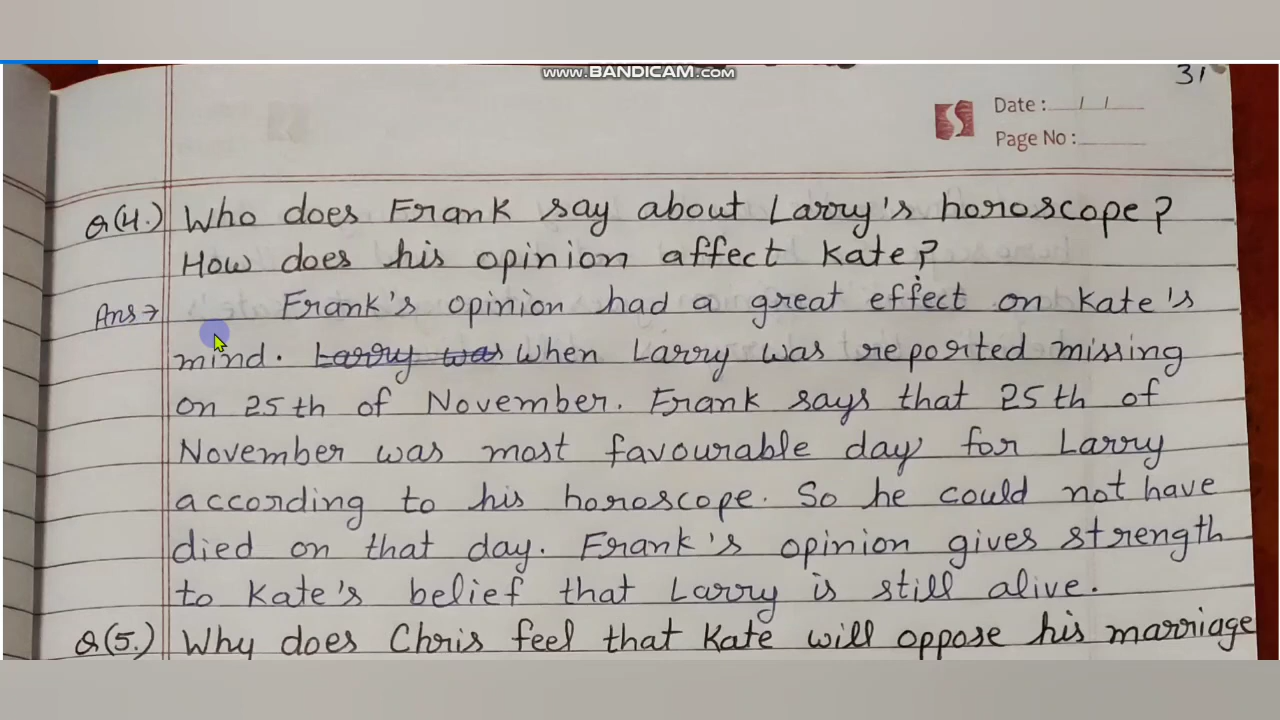 www.BANDICAM.com
31
Date : / /
Page No :
Q(4.) Who does Frank say about Larry's horoscope?
How does his opinion affect Kate?
Ans → Frank's opinion had a great effect on Kate's
mind. Larry was when Larry was reported missing
on 25th of November. Frank says that 25th of
November was most favourable day for Larry
according to his horoscope. So he could not have
died on that day. Frank's opinion gives strength
to Kate's belief that Larry is still alive.
Q(5.) Why does Chris feel that Kate will oppose his marriage